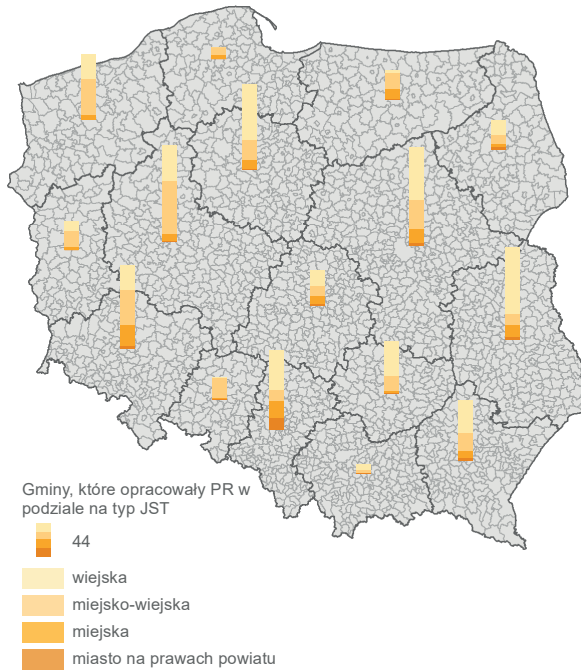 Gminy, które opracowały PR w
podziale na typ JST
44
wiejska
miejsko-wiejska
miejska
miasto na prawach powiatu